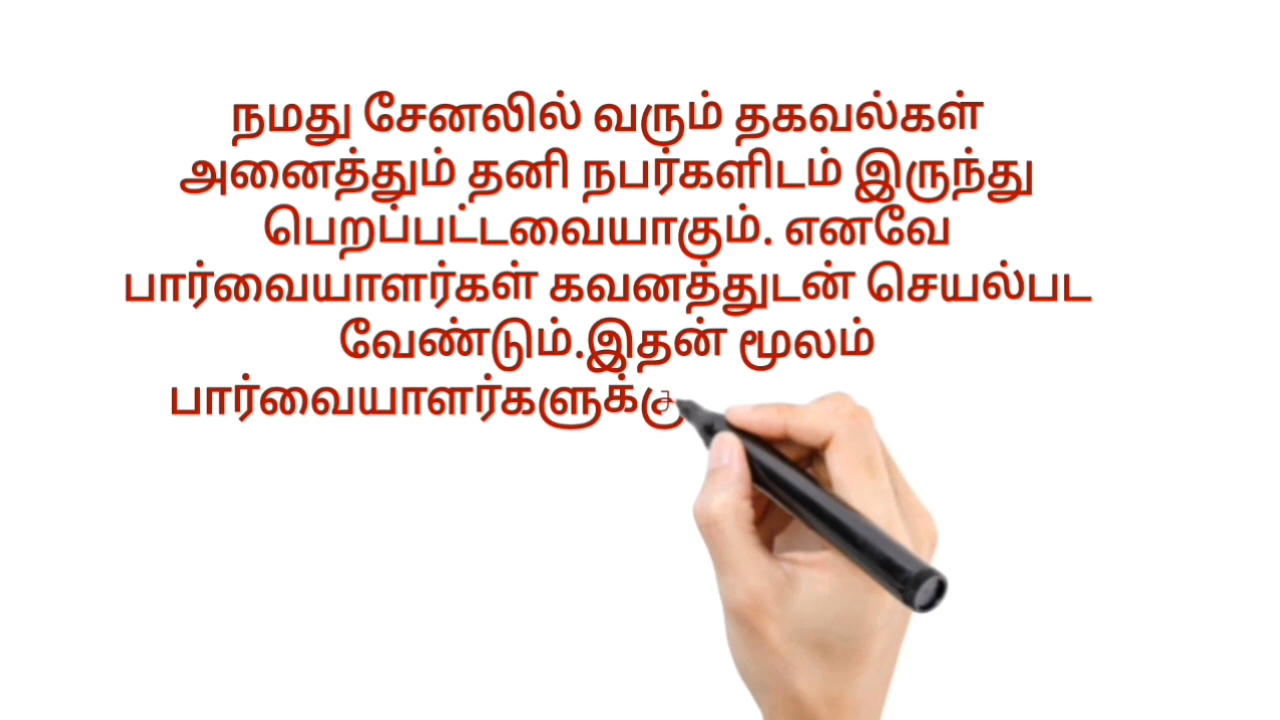 நமது சேனலில் வரும் தகவல்கள்
அனைத்தும் தனி நபர்களிடம் இருந்து
பெறப்பட்டவையாகும். எனவே
பார்வையாளர்கள் கவனத்துடன் செயல்பட
வேண்டும்.இதன் மூலம்
பார்வையாளர்களுக்கு